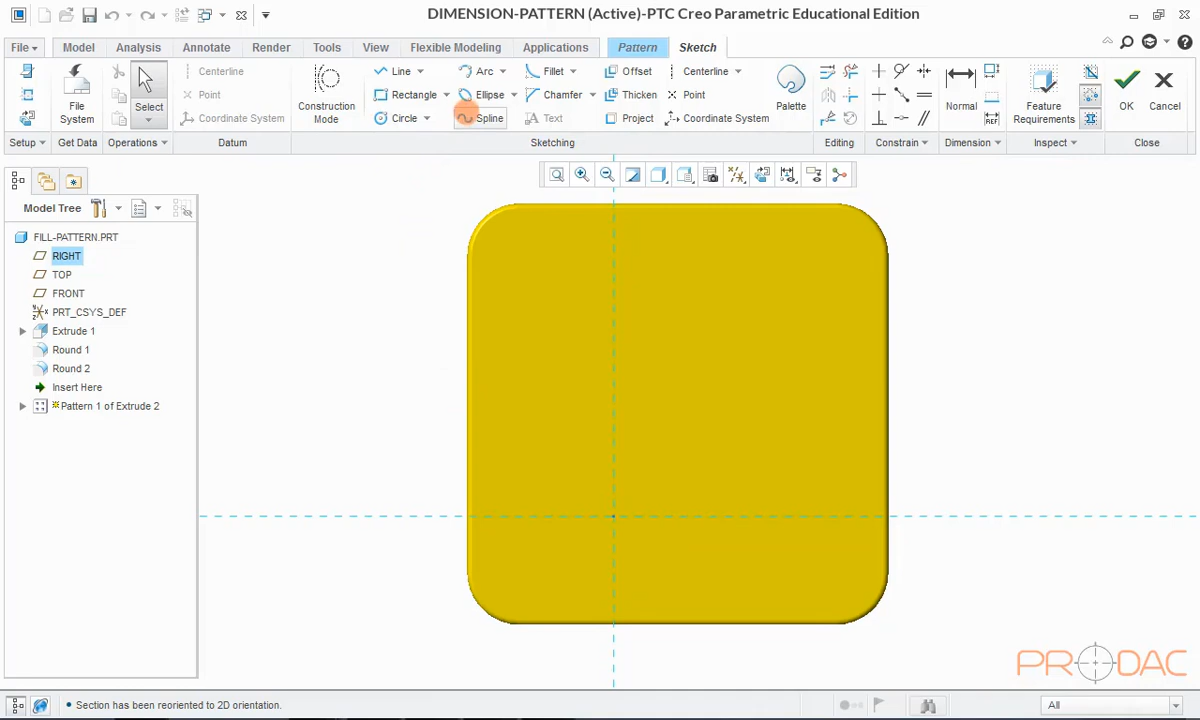 DIMENSION-PATTERN (Active)-PTC Creo Parametric Educational Edition
File Model Analysis Annotate Render Tools View Flexible Modeling Applications Pattern Sketch
File System
Select
Centerline
Point
Coordinate System
Construction Mode
Line Arc Fillet Offset Centerline
Rectangle Ellipse Chamfer Thicken Point
Circle Spline Text Project Coordinate System
Palette
Normal
Feature Requirements
OK
Cancel
Setup Get Data Operations Datum Sketching Editing Constrain Dimension Inspect Close
Model Tree
FILL-PATTERN.PRT
RIGHT
TOP
FRONT
PRT_CSYS_DEF
Extrude 1
Round 1
Round 2
Insert Here
Pattern 1 of Extrude 2
PRODAC
Section has been reoriented to 2D orientation.
All